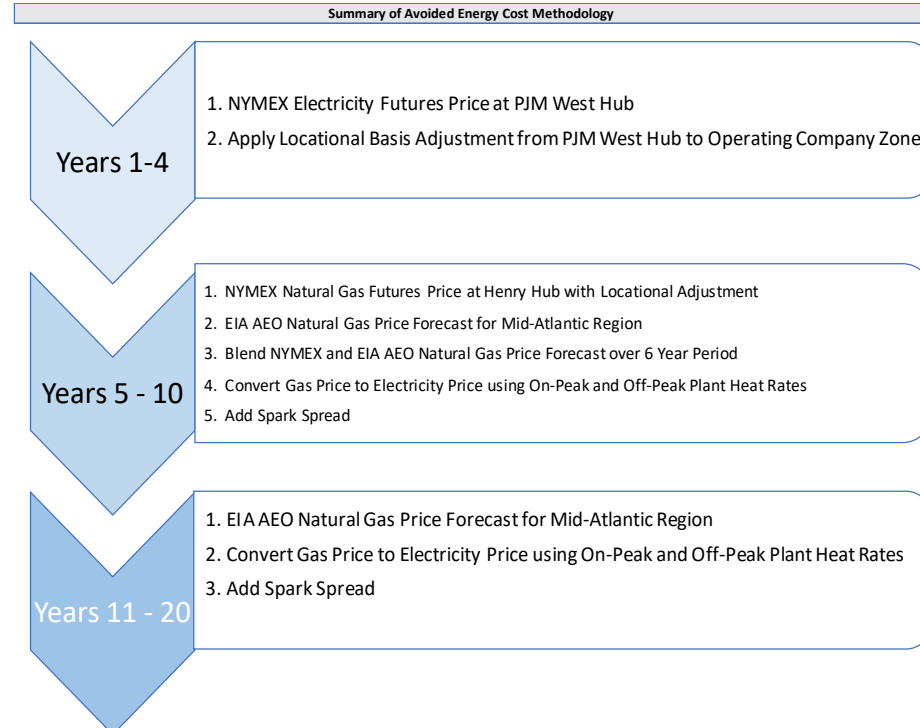 Summary of Avoided Energy Cost Methodology
Years 1-4
1. NYMEX Electricity Futures Price at PJM West Hub
2. Apply Locational Basis Adjustment from PJM West Hub to Operating Company Zone
Years 5 - 10
1. NYMEX Natural Gas Futures Price at Henry Hub with Locational Adjustment
2. EIA AEO Natural Gas Price Forecast for Mid-Atlantic Region
3. Blend NYMEX and EIA AEO Natural Gas Price Forecast over 6 Year Period
4. Convert Gas Price to Electricity Price using On-Peak and Off-Peak Plant Heat Rates
5. Add Spark Spread
Years 11 - 20
1. EIA AEO Natural Gas Price Forecast for Mid-Atlantic Region
2. Convert Gas Price to Electricity Price using On-Peak and Off-Peak Plant Heat Rates
3. Add Spark Spread